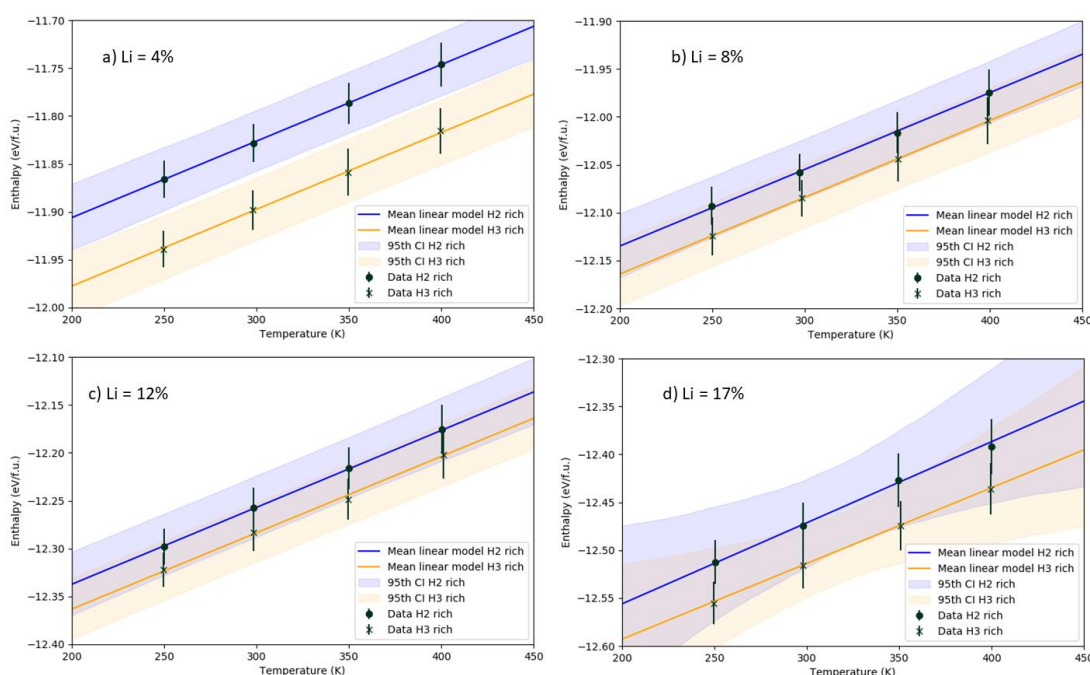 a) Li = 4%
Enthalpy (eV/f.u.)
−11.70
−11.75
−11.80
−11.85
−11.90
−11.95
−12.00
Mean linear model H2 rich
Mean linear model H3 rich
95th CI H2 rich
95th CI H3 rich
Data H2 rich
Data H3 rich
200 250 300 350 400 450
Temperature (K)
b) Li = 8%
Enthalpy (eV/f.u.)
−11.90
−11.95
−12.00
−12.05
−12.10
−12.15
−12.20
Mean linear model H2 rich
Mean linear model H3 rich
95th CI H2 rich
95th CI H3 rich
Data H2 rich
Data H3 rich
200 250 300 350 400 450
Temperature (K)
c) Li = 12%
Enthalpy (eV/f.u.)
−12.10
−12.15
−12.20
−12.25
−12.30
−12.35
−12.40
Mean linear model H2 rich
Mean linear model H3 rich
95th CI H2 rich
95th CI H3 rich
Data H2 rich
Data H3 rich
200 250 300 350 400 450
Temperature (K)
d) Li = 17%
Enthalpy (eV/f.u.)
−12.30
−12.35
−12.40
−12.45
−12.50
−12.55
−12.60
Mean linear model H2 rich
Mean linear model H3 rich
95th CI H2 rich
95th CI H3 rich
Data H2 rich
Data H3 rich
200 250 300 350 400 450
Temperature (K)